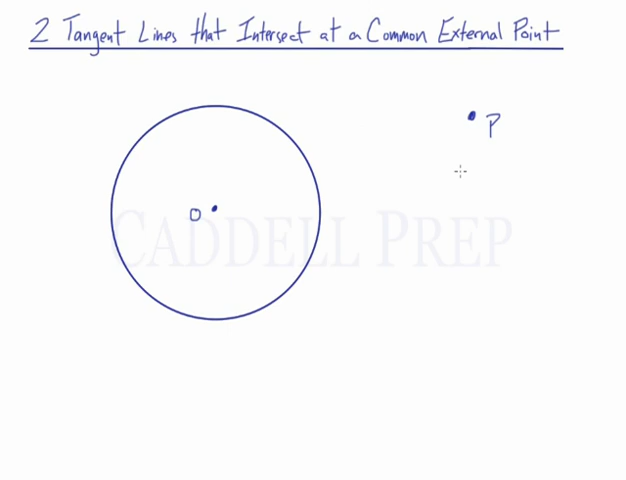 2 Tangent Lines that Intersect at a Common External Point
P
O
CADDELL PREP